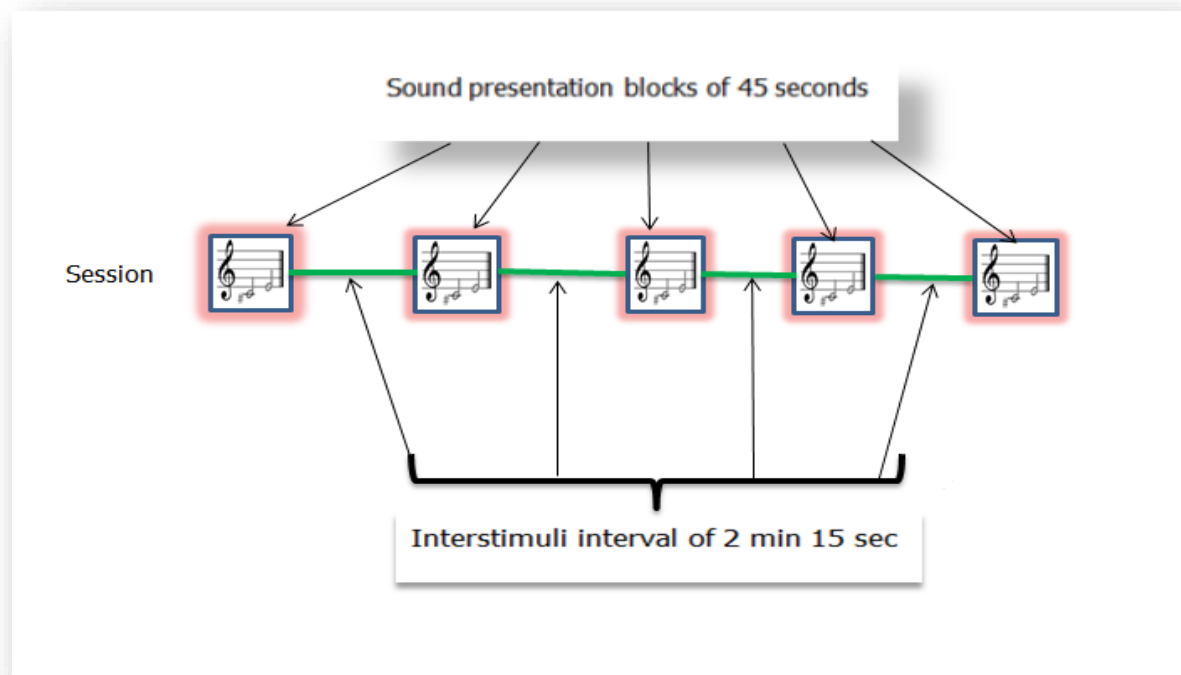 Sound presentation blocks of 45 seconds
Session
Interstimuli interval of 2 min 15 sec